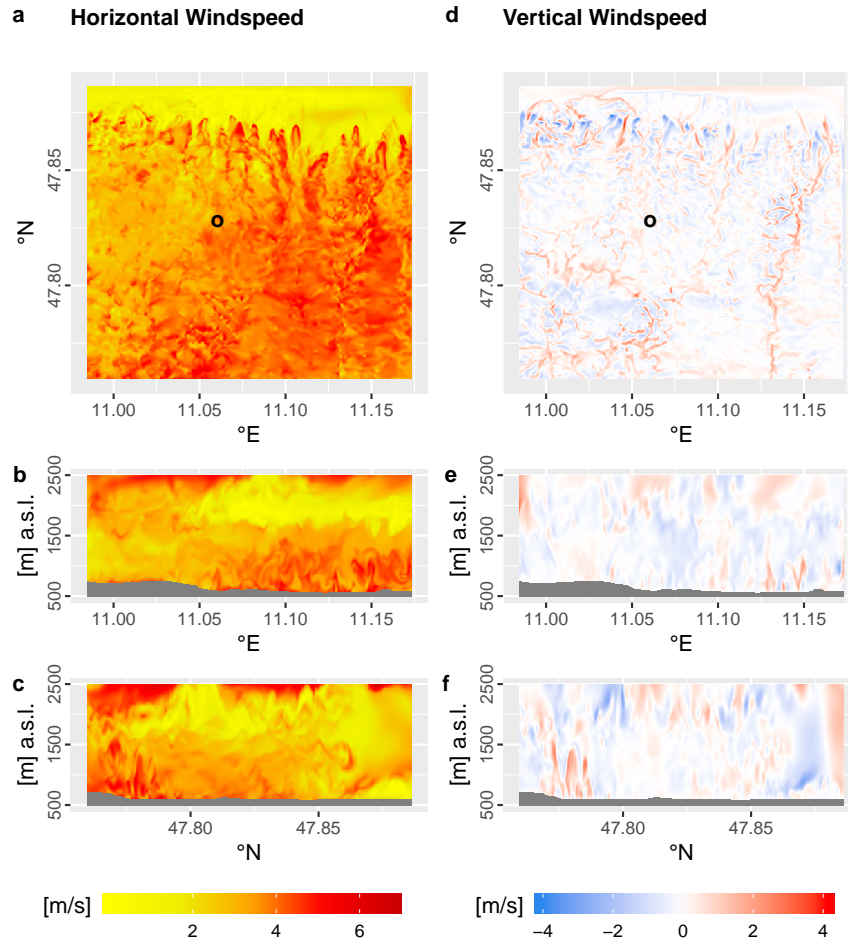 a Horizontal Windspeed
d Vertical Windspeed
°N
47.85
47.80
o
11.00 11.05 11.10 11.15
°E
°N
47.85
47.80
o
11.00 11.05 11.10 11.15
°E
b
[m] a.s.l.
2500
1500
500
11.00 11.05 11.10 11.15
°E
e
[m] a.s.l.
2500
1500
500
11.00 11.05 11.10 11.15
°E
c
[m] a.s.l.
2500
1500
500
47.80 47.85
°N
f
[m] a.s.l.
2500
1500
500
47.80 47.85
°N
[m/s]
2 4 6
[m/s]
−4 −2 0 2 4